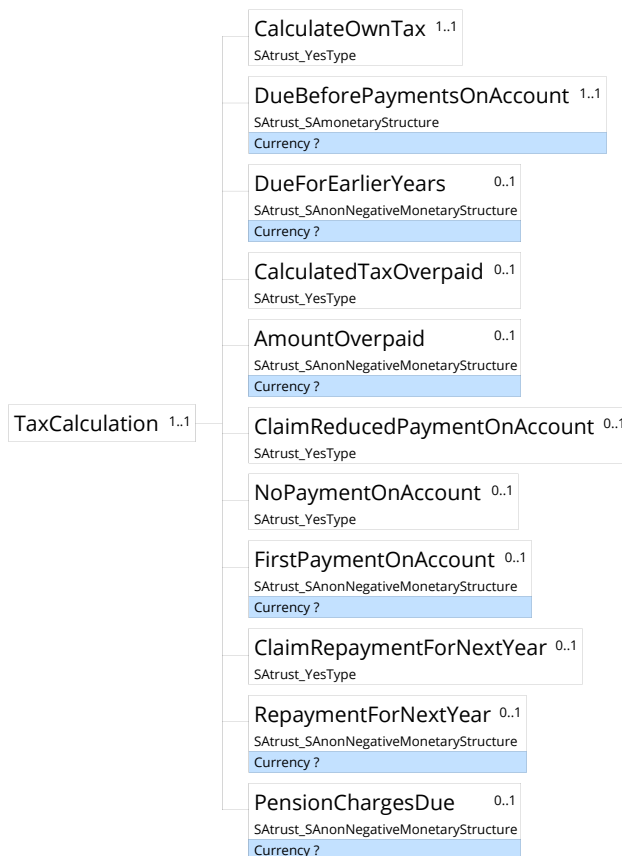 CalculateOwnTax 1..1
SAtrust_YesType
DueBeforePaymentsOnAccount 1..1
SAtrust_SAmonetaryStructure
Currency ?
DueForEarlierYears 0..1
SAtrust_SAnonNegativeMonetaryStructure
Currency ?
CalculatedTaxOverpaid 0..1
SAtrust_YesType
AmountOverpaid 0..1
SAtrust_SAnonNegativeMonetaryStructure
Currency ?
TaxCalculation 1..1
ClaimReducedPaymentOnAccount 0..1
SAtrust_YesType
NoPaymentOnAccount 0..1
SAtrust_YesType
FirstPaymentOnAccount 0..1
SAtrust_SAnonNegativeMonetaryStructure
Currency ?
ClaimRepaymentForNextYear 0..1
SAtrust_YesType
RepaymentForNextYear 0..1
SAtrust_SAnonNegativeMonetaryStructure
Currency ?
PensionChargesDue 0..1
SAtrust_SAnonNegativeMonetaryStructure
Currency ?